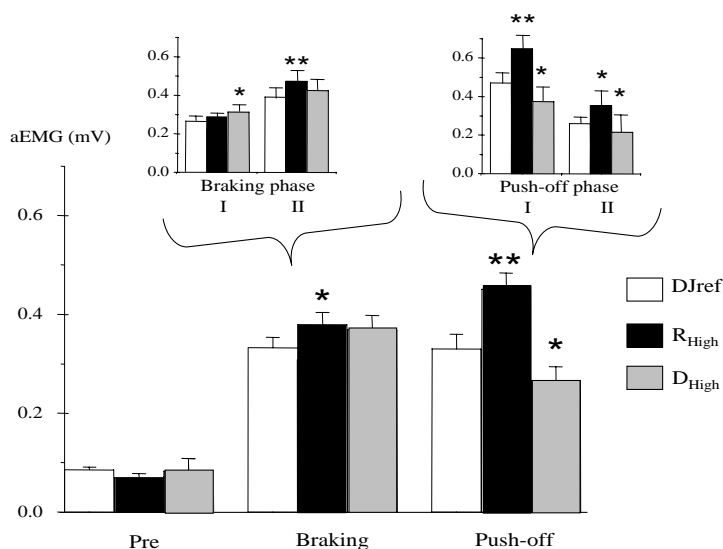 **
*
**
*
*
*
0.6
0.4
0.2
0.0
0.6
0.4
0.2
0.0
aEMG (mV)
Braking phase
I II
Push-off phase
I II
0.6
0.4
0.2
0.0
*
**
*
DJref
RHigh
DHigh
Pre Braking Push-off